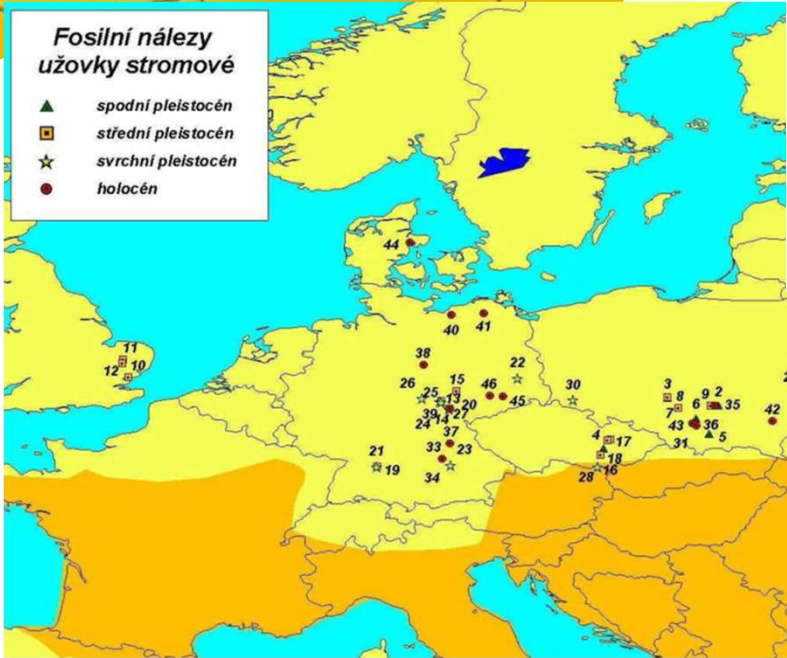 Fosilní nálezy
užovky stromové
spodní pleistocén
střední pleistocén
svrchní pleistocén
holocén
44
11
12 10
40 41
38
22
26 25 15 46
13 20 45
39 14 27
24
37
33 23
34
21
19
30
3 8 9 2
7 6 35
43 36
31 5
42
4 17
18
28 16